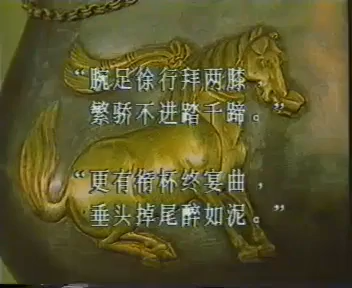 “腕足徐行拜两膝，
繁骄不进踏千蹄。”
“更有衔杯终宴曲，
垂头掉尾醉如泥。”